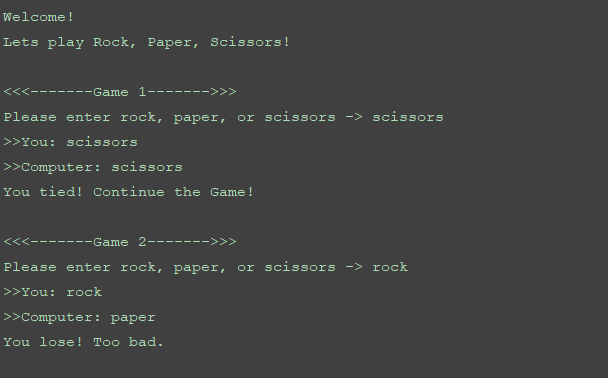 Welcome!
Lets play Rock, Paper, Scissors!
<<<-------Game 1------->>>
Please enter rock, paper, or scissors -> scissors
>>You: scissors
>>Computer: scissors
You tied! Continue the Game!
<<<-------Game 2------->>>
Please enter rock, paper, or scissors -> rock
>>You: rock
>>Computer: paper
You lose! Too bad.